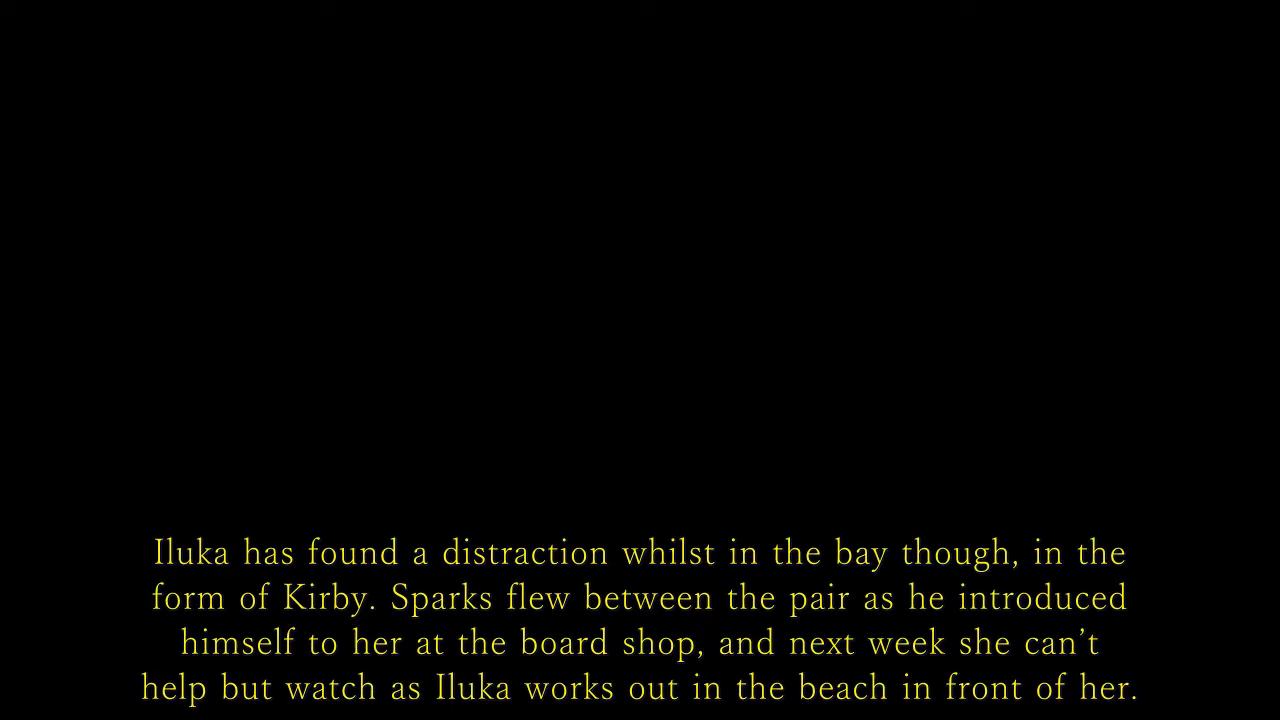 Iluka has found a distraction whilst in the bay though, in the
form of Kirby. Sparks flew between the pair as he introduced
himself to her at the board shop, and next week she can’t
help but watch as Iluka works out in the beach in front of her.